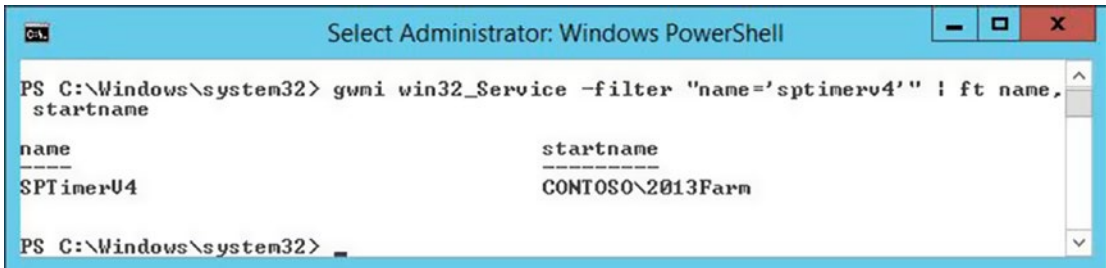 Select Administrator: Windows PowerShell
PS C:\Windows\system32> gwmi win32_Service -filter "name='sptimerv4'" | ft name,
startname
name startname
---- ---------
SPTimerV4 CONTOSO\2013Farm
PS C:\Windows\system32>